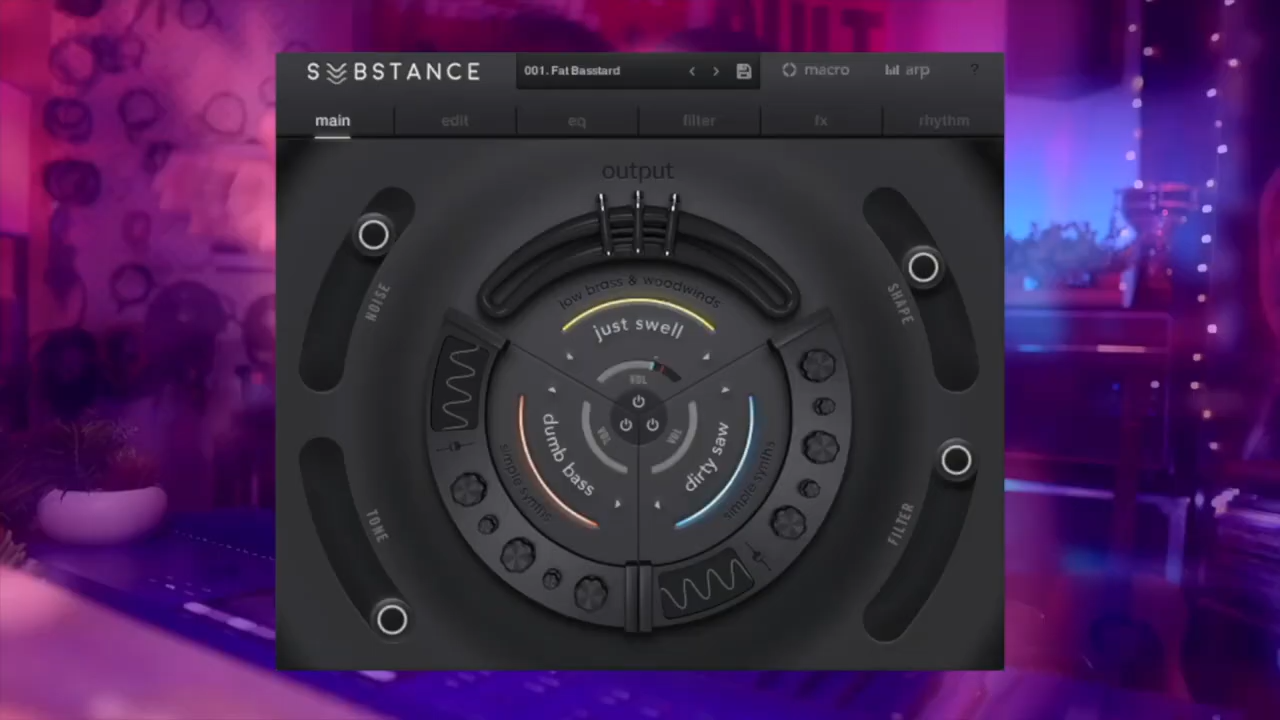 SUBSTANCE
001. Fat Basstard
macro
arp
?
main
edit
eq
filter
fx
rhythm
output
low brass & woodwinds
just swell
VOL
NOISE
SHAPE
VOL
VOL
dumb bass
simple synths
dirty saw
simple synths
TONE
FILTER